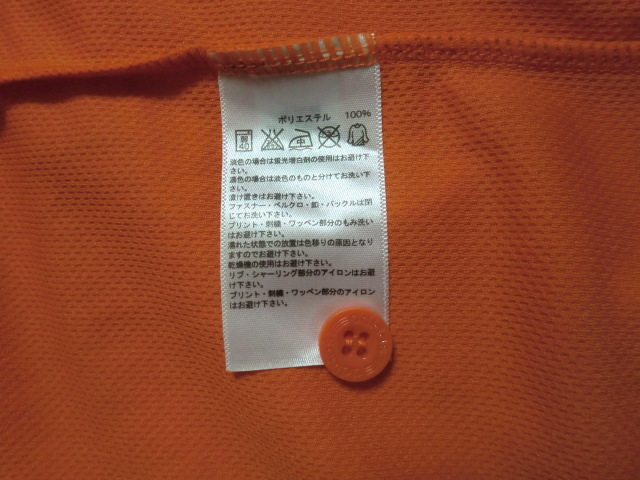 ポリエステル 100%
弱 40 中
淡色の場合は蛍光増白剤の使用はお避け下
さい。
濃色の場合は淡色のものと分けてお洗い下
さい。
漬け置きはお避け下さい。
ファスナー・ベルクロ・釦・バックルは閉
じてお洗い下さい。
プリント・刺繍・ワッペン部分のもみ洗い
はお避け下さい。
濡れた状態での放置は色移りの原因となり
ますのでお避け下さい。
乾燥機の使用はお避け下さい。
リブ・シャーリング部分のアイロンはお避
け下さい。
プリント・刺繍・ワッペン部分のアイロン
はお避け下さい。